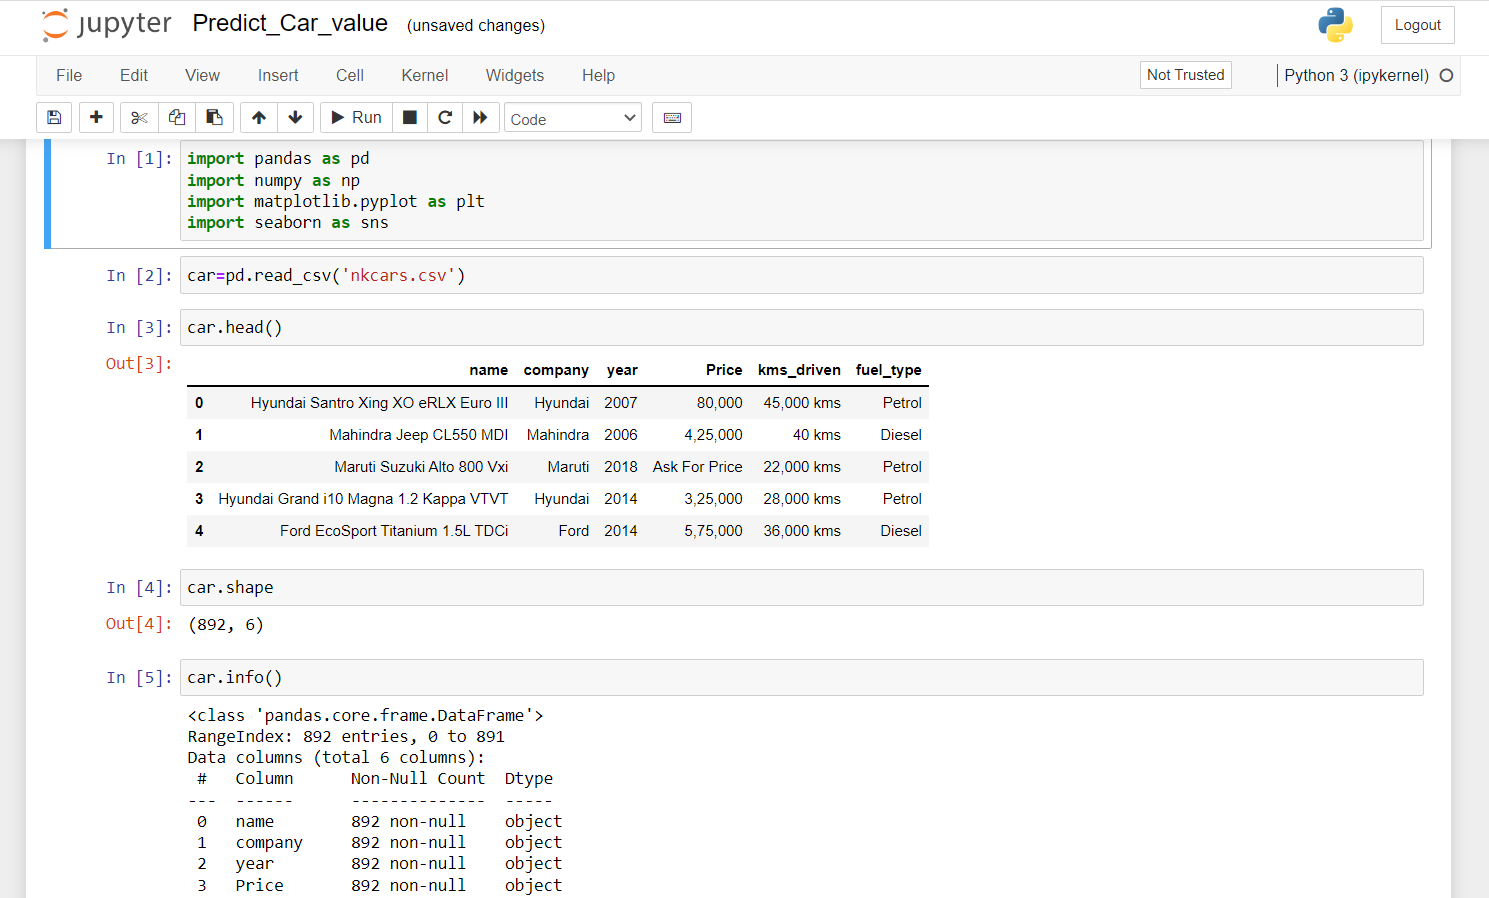 jupyter Predict_Car_value (unsaved changes) Logout
File Edit View Insert Cell Kernel Widgets Help Not Trusted Python 3 (ipykernel)
Run Code
In [1]: import pandas as pd
import numpy as np
import matplotlib.pyplot as plt
import seaborn as sns
In [2]: car=pd.read_csv('nkcars.csv')
In [3]: car.head()
Out[3]:
name company year Price kms_driven fuel_type
0 Hyundai Santro Xing XO eRLX Euro III Hyundai 2007 80,000 45,000 kms Petrol
1 Mahindra Jeep CL550 MDI Mahindra 2006 4,25,000 40 kms Diesel
2 Maruti Suzuki Alto 800 Vxi Maruti 2018 Ask For Price 22,000 kms Petrol
3 Hyundai Grand i10 Magna 1.2 Kappa VTVT Hyundai 2014 3,25,000 28,000 kms Petrol
4 Ford EcoSport Titanium 1.5L TDCi Ford 2014 5,75,000 36,000 kms Diesel
In [4]: car.shape
Out[4]: (892, 6)
In [5]: car.info()
<class 'pandas.core.frame.DataFrame'>
RangeIndex: 892 entries, 0 to 891
Data columns (total 6 columns):
# Column Non-Null Count Dtype
--- ------ -------------- -----
0 name 892 non-null object
1 company 892 non-null object
2 year 892 non-null object
3 Price 892 non-null object